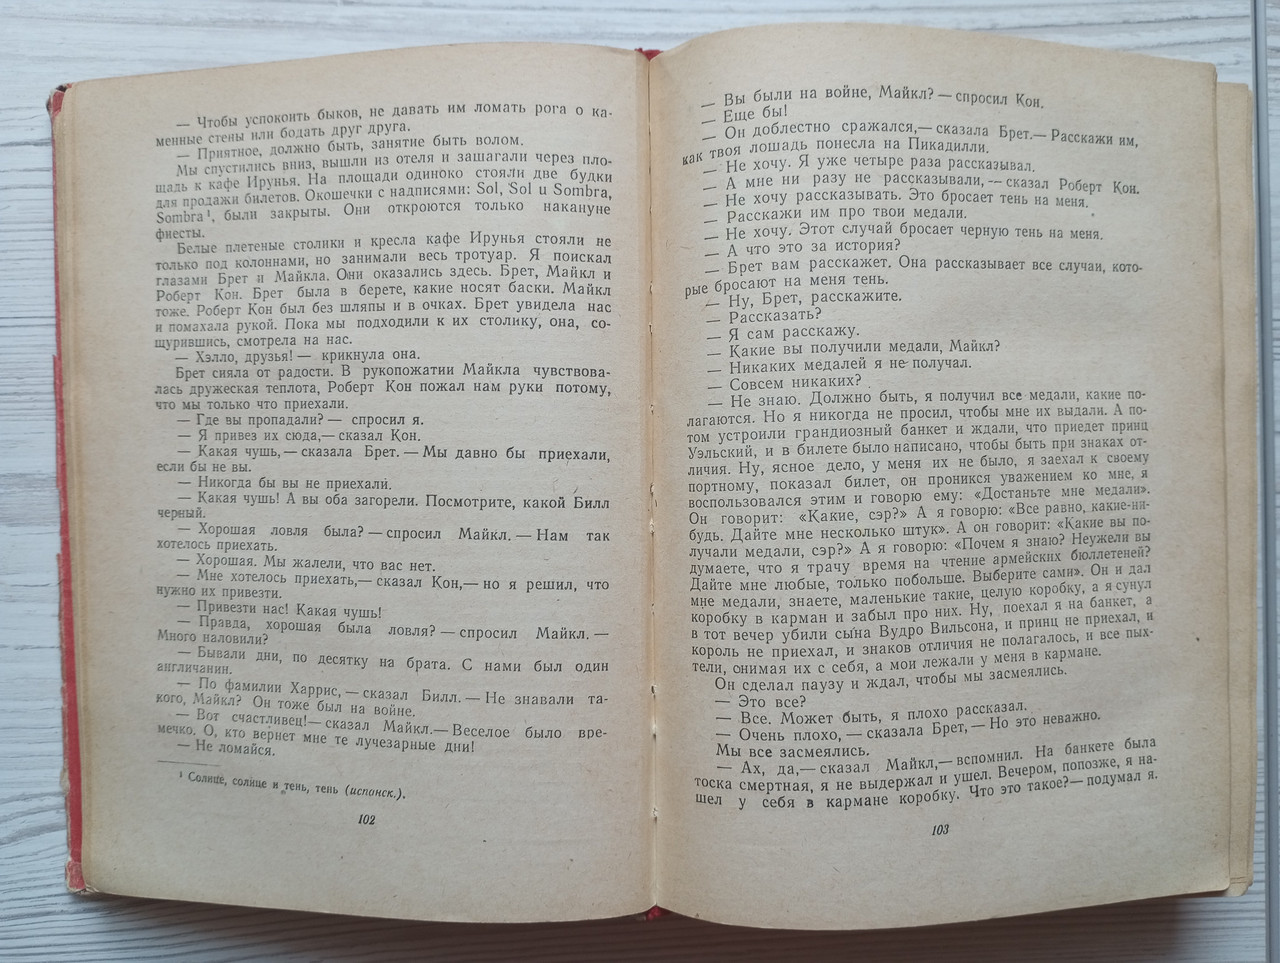 — Чтобы успокоить быков, не давать им ломать рога о ка-
менные стены или бодать друг друга.
— Приятное, должно быть, занятие быть волом.
Мы спустились вниз, вышли из отеля и зашагали через пло-
щадь к кафе Ирунья. На площади одиноко стояли две будки
для продажи билетов. Окошечки с надписями: Sol, Sol u Sombra,
Sombra¹, были закрыты. Они откроются только накануне
фиесты.
Белые плетеные столики и кресла кафе Ирунья стояли не
только под колоннами, но занимали весь тротуар. Я поискал
глазами Брет и Майкла. Они оказались здесь. Брет, Майкл и
Роберт Кон. Брет была в берете, какие носят баски. Майкл
тоже. Роберт Кон был без шляпы и в очках. Брет увидела нас
и помахала рукой. Пока мы подходили к их столику, она, со-
щурившись, смотрела на нас.
— Хэлло, друзья! — крикнула она.
Брет сияла от радости. В рукопожатии Майкла чувствова-
лась дружеская теплота, Роберт Кон пожал нам руки потому,
что мы только что приехали.
— Где вы пропадали? — спросил я.
— Я привез их сюда,— сказал Кон.
— Какая чушь,— сказала Брет. — Мы давно бы приехали,
если бы не вы.
— Никогда бы вы не приехали.
— Какая чушь! А вы оба загорели. Посмотрите, какой Билл
черный.
— Хорошая ловля была? — спросил Майкл. — Нам так
хотелось приехать.
— Хорошая. Мы жалели, что вас нет.
— Мне хотелось приехать,— сказал Кон,— но я решил, что
нужно их привезти.
— Привезти нас! Какая чушь!
— Правда, хорошая была ловля? — спросил Майкл. —
Много наловили?
— Бывали дни, по десятку на брата. С нами был один
англичанин.
— По фамилии Харрис, — сказал Билл. — Не знавали та-
кого, Майкл? Он тоже был на войне.
— Вот счастливец! — сказал Майкл.— Веселое было вре-
мечко. О, кто вернет мне те лучезарные дни!
— Не ломайся.
¹ Солнце, солнце и тень, тень (испонск.).
102
— Вы были на войне, Майкл? — спросил Кон.
— Еще бы!
— Он доблестно сражался,— сказала Брет.— Расскажи им,
как твоя лошадь понесла на Пикадилли.
— Не хочу. Я уже четыре раза рассказывал.
— А мне ни разу не рассказывали, — сказал Роберт Кон.
— Не хочу рассказывать. Это бросает тень на меня.
— Расскажи им про твои медали.
— Не хочу. Этот случай бросает черную тень на меня.
— А что это за история?
— Брет вам расскажет. Она рассказывает все случаи, кото-
рые бросают на меня тень.
— Ну, Брет, расскажите.
— Рассказать?
— Я сам расскажу.
— Какие вы получили медали, Майкл?
— Никаких медалей я не получал.
— Совсем никаких?
— Не знаю. Должно быть, я получил все медали, какие по-
лагаются. Но я никогда не просил, чтобы мне их выдали. А по-
том устроили грандиозный банкет и ждали, что приедет принц
Уэльский, и в билете было написано, чтобы быть при знаках от-
личия. Ну, ясное дело, у меня их не было, я заехал к своему
портному, показал билет, он проникся уважением ко мне, я
воспользовался этим и говорю ему: «Достаньте мне медали».
Он говорит: «Какие, сэр?» А я говорю: «Все равно, какие-ни-
будь. Дайте мне несколько штук». А он говорит: «Какие вы по-
лучали медали, сэр?» А я говорю: «Почем я знаю? Неужели вы
думаете, что я трачу время на чтение армейских бюллетеней?
Дайте мне любые, только побольше. Выберите сами». Он и дал
мне медали, знаете, маленькие такие, целую коробку, а я сунул
коробку в карман и забыл про них. Ну, поехал я на банкет, а
в тот вечер убили сына Вудро Вильсона, и принц не приехал, и
король не приехал, и знаков отличия не полагалось, и все пых-
тели, снимая их с себя, а мои лежали у меня в кармане.
Он сделал паузу и ждал, чтобы мы засмеялись.
— Это все?
— Все. Может быть, я плохо рассказал.
— Очень плохо, — сказала Брет, — Но это неважно.
Мы все засмеялись.
— Ах, да,— сказал Майкл,— вспомнил. На банкете была
тоска смертная, я не выдержал и ушел. Вечером, попозже, я на-
шел у себя в кармане коробку. Что это такое? — подумал я.
103